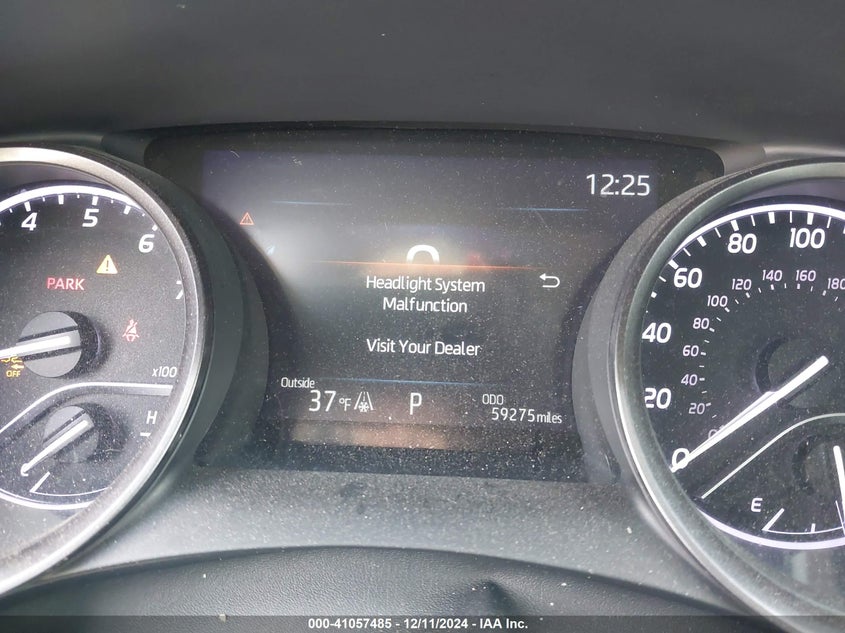 12:25
4 5 6 7
PARK
OFF
x100
H
Headlight System
Malfunction
Visit Your Dealer
Outside
37°F
P
ODO
59275 miles
0 20 40 60 80 100
20 40 60 80 100 120 140 160 180
E
000-41057485 - 12/11/2024 - IAA Inc.